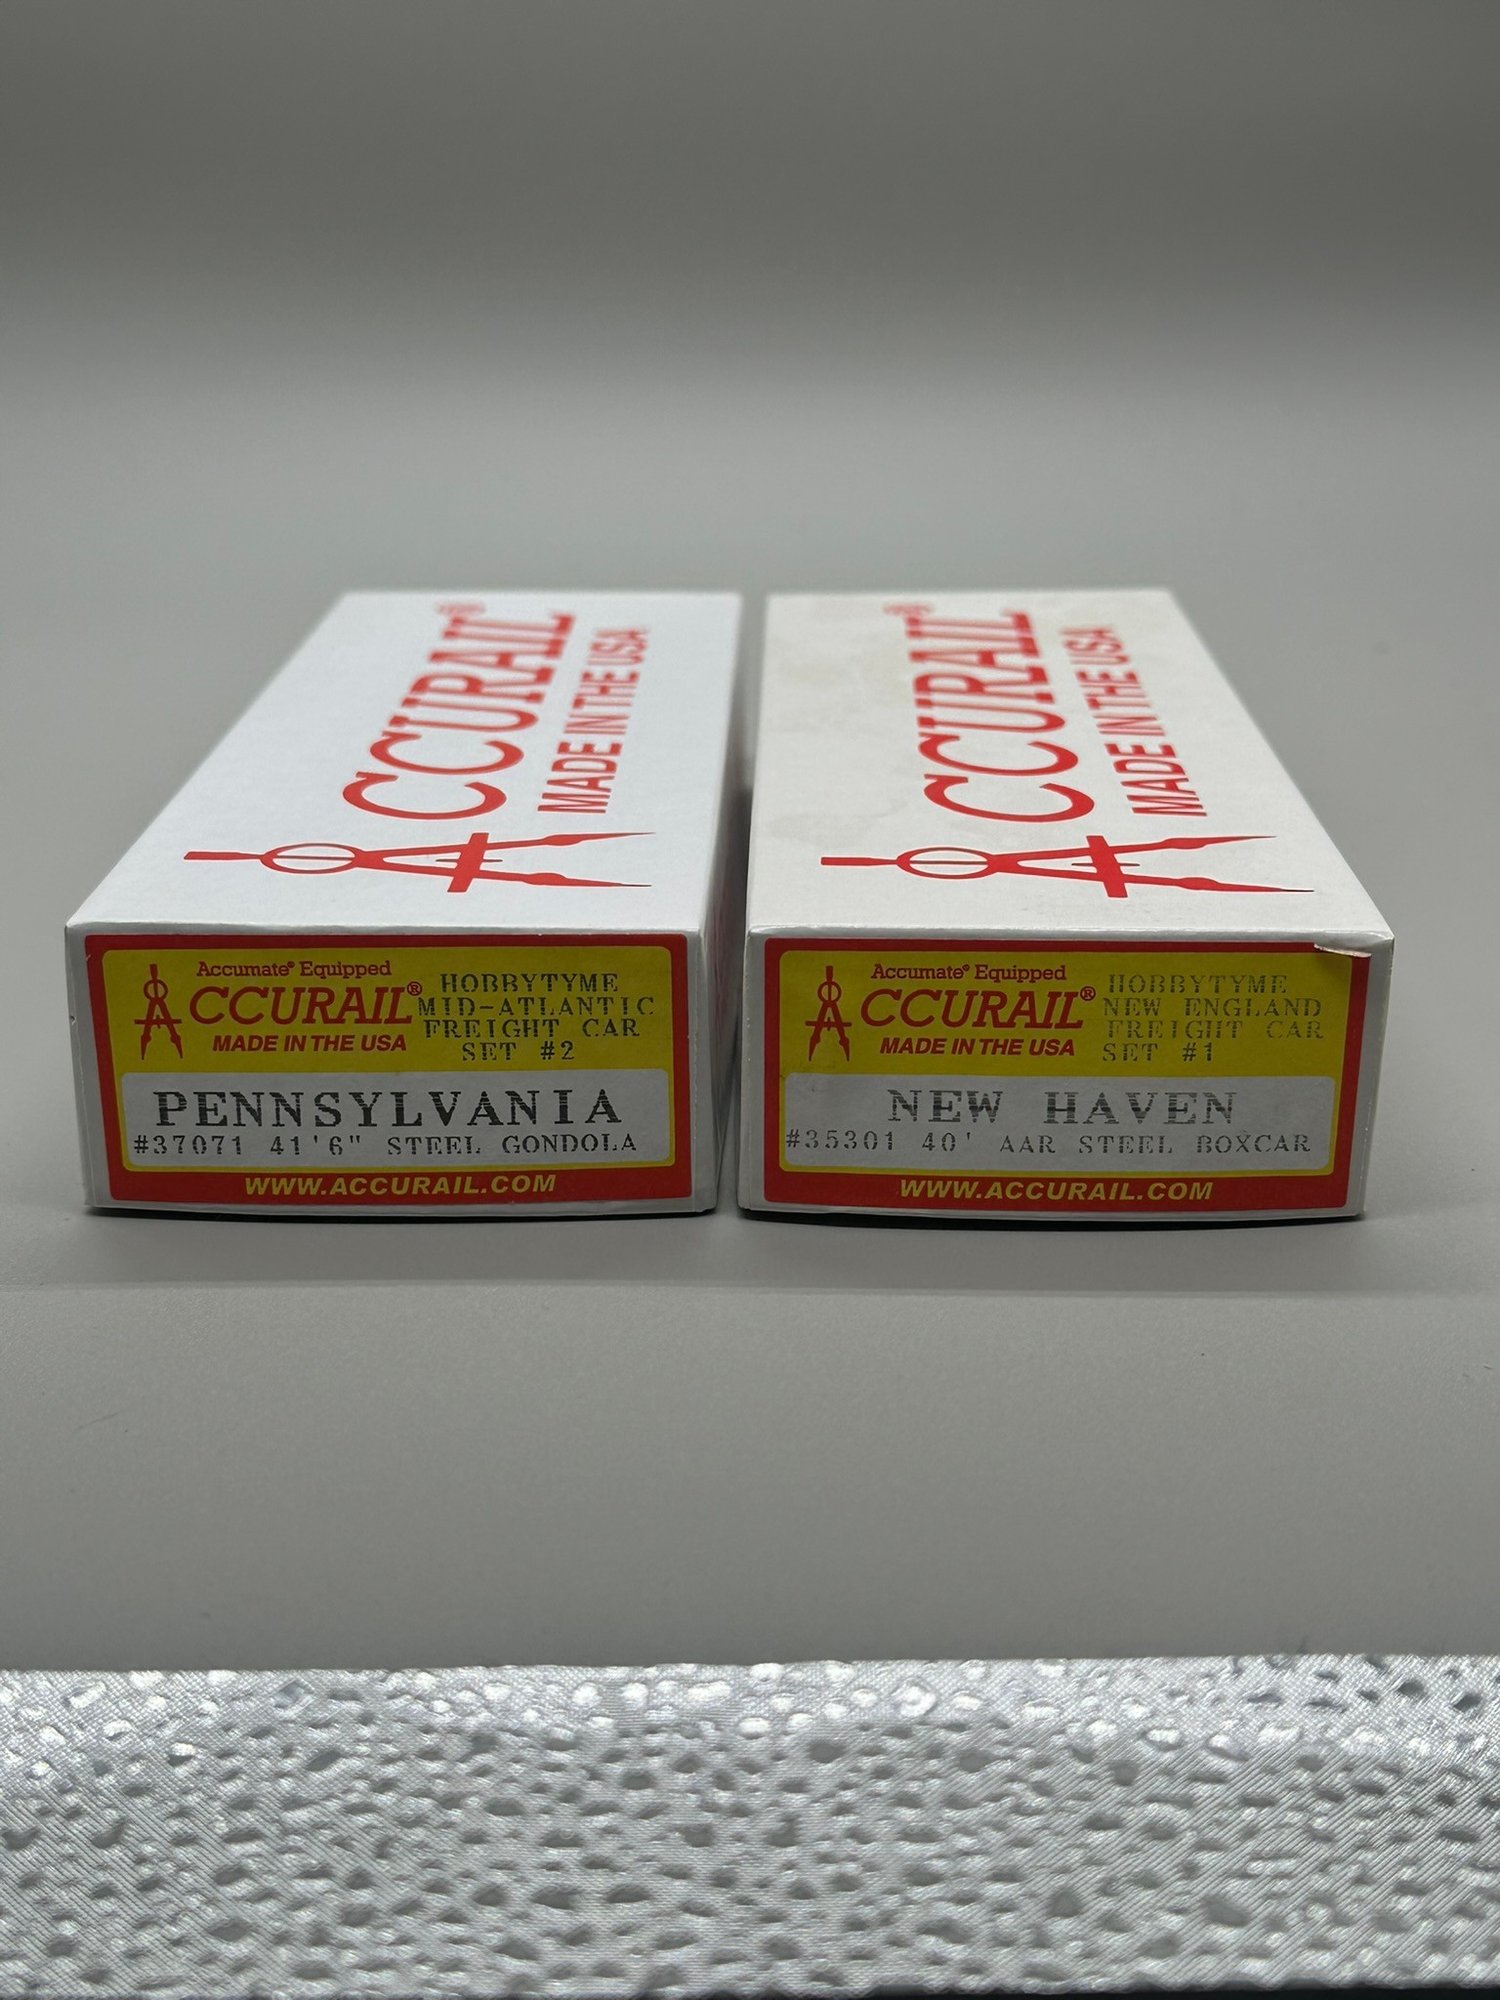 ACCURAIL®
MADE IN THE USA
Accumate® Equipped
ACCURAIL®
MADE IN THE USA
HOBBYTYME
MID-ATLANTIC
FREIGHT CAR
SET #2
PENNSYLVANIA
#37071 41'6" STEEL GONDOLA
WWW.ACCURAIL.COM
ACCURAIL®
MADE IN THE USA
Accumate® Equipped
ACCURAIL®
MADE IN THE USA
HOBBYTYME
NEW ENGLAND
FREIGHT CAR
SET #1
NEW HAVEN
#35301 40' AAR STEEL BOXCAR
WWW.ACCURAIL.COM